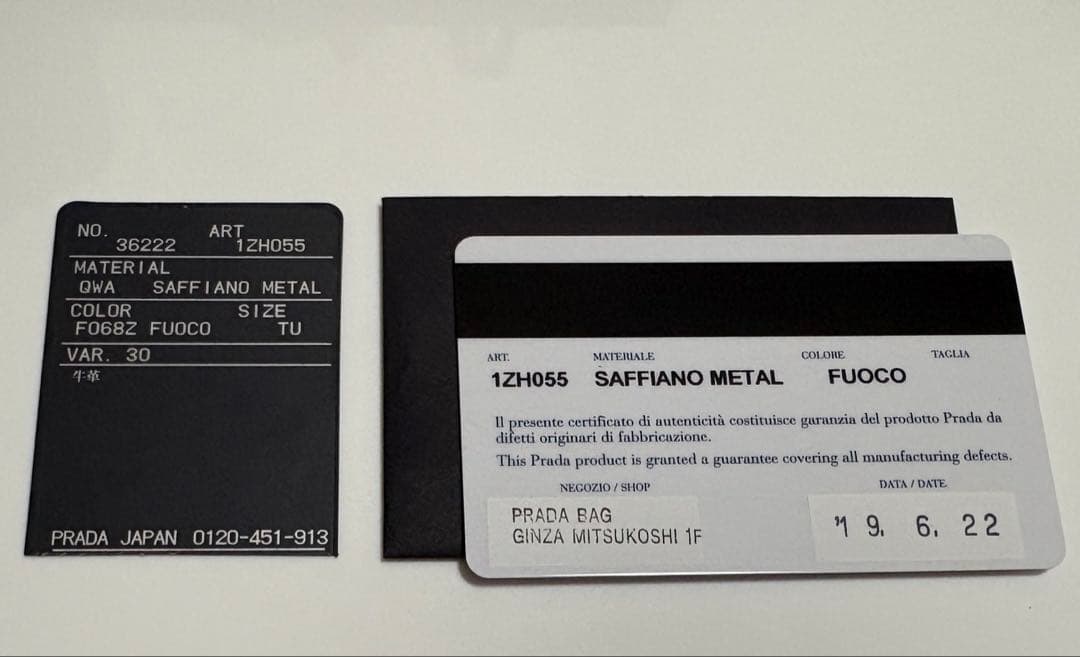 NO. ART
36222 1ZH055
MATERIAL
QWA SAFFIANO METAL
COLOR SIZE
F068Z FUOCO TU
VAR. 30
牛革
PRADA JAPAN 0120-451-913
ART. MATERIALE COLORE TAGLIA
1ZH055 SAFFIANO METAL FUOCO
Il presente certificato di autenticità costituisce garanzia del prodotto Prada da
difetti originari di fabbricazione.
This Prada product is granted a guarantee covering all manufacturing defects.
NEGOZIO / SHOP DATA / DATE
PRADA BAG
GINZA MITSUKOSHI 1F
'19. 6. 22